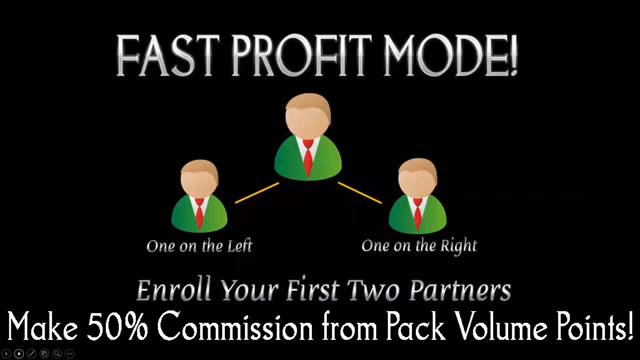 FAST PROFIT MODE!
One on the Left
One on the Right
Enroll Your First Two Partners
Make 50% Commission from Pack Volume Points!